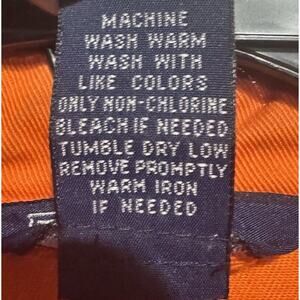 MACHINE
WASH WARM
WASH WITH
LIKE COLORS
ONLY NON-CHLORINE
BLEACH IF NEEDED
TUMBLE DRY LOW
REMOVE PROMPTLY
WARM IRON
IF NEEDED